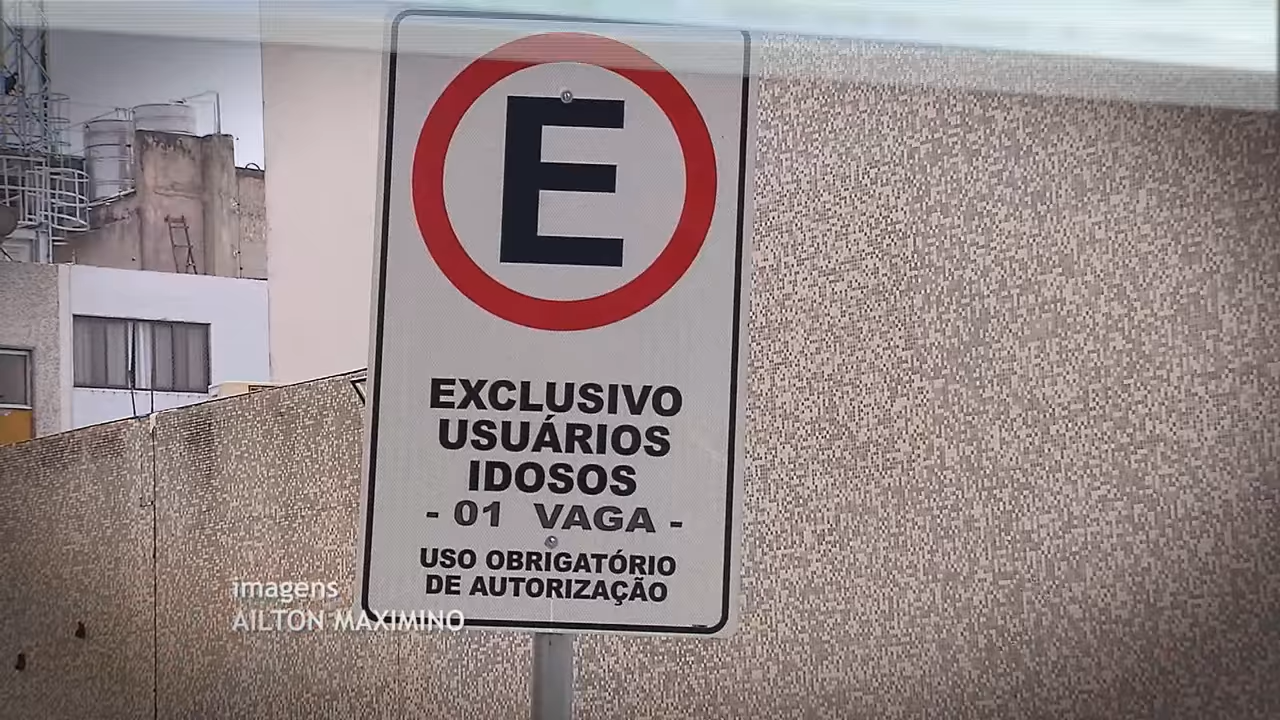 E
EXCLUSIVO
USUÁRIOS
IDOSOS
- 01 VAGA -
USO OBRIGATÓRIO
DE AUTORIZAÇÃO
imagens
AILTON MAXIMINO